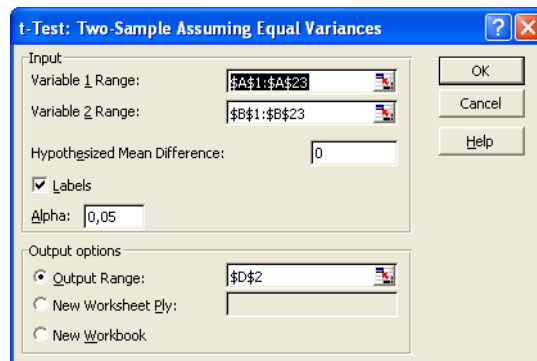 t-Test: Two-Sample Assuming Equal Variances
Input
Variable 1 Range: $A$1:$A$23
Variable 2 Range: $B$1:$B$23
Hypothesized Mean Difference: 0
Labels
Alpha: 0,05
OK
Cancel
Help
Output options
Output Range: $D$2
New Worksheet Ply:
New Workbook